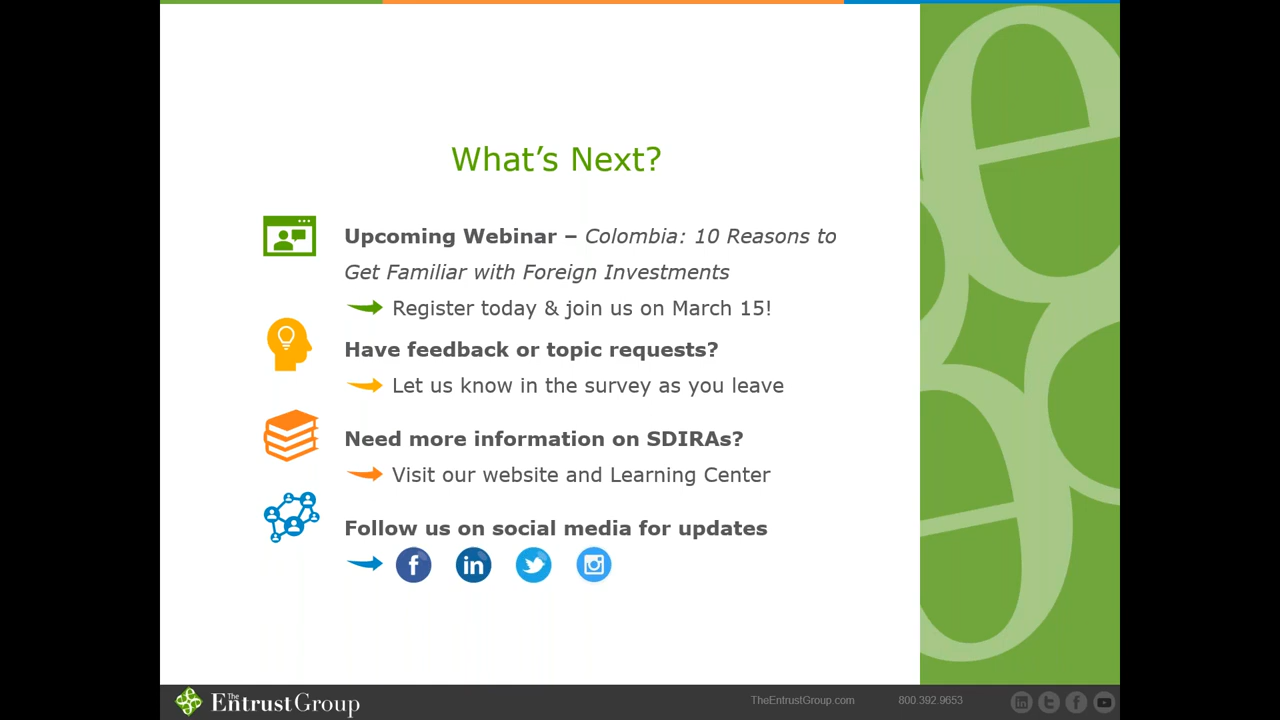 What’s Next?
Upcoming Webinar – Colombia: 10 Reasons to
Get Familiar with Foreign Investments
Register today & join us on March 15!
Have feedback or topic requests?
Let us know in the survey as you leave
Need more information on SDIRAs?
Visit our website and Learning Center
Follow us on social media for updates
The EntrustGroup
TheEntrustGroup.com
800.392.9653